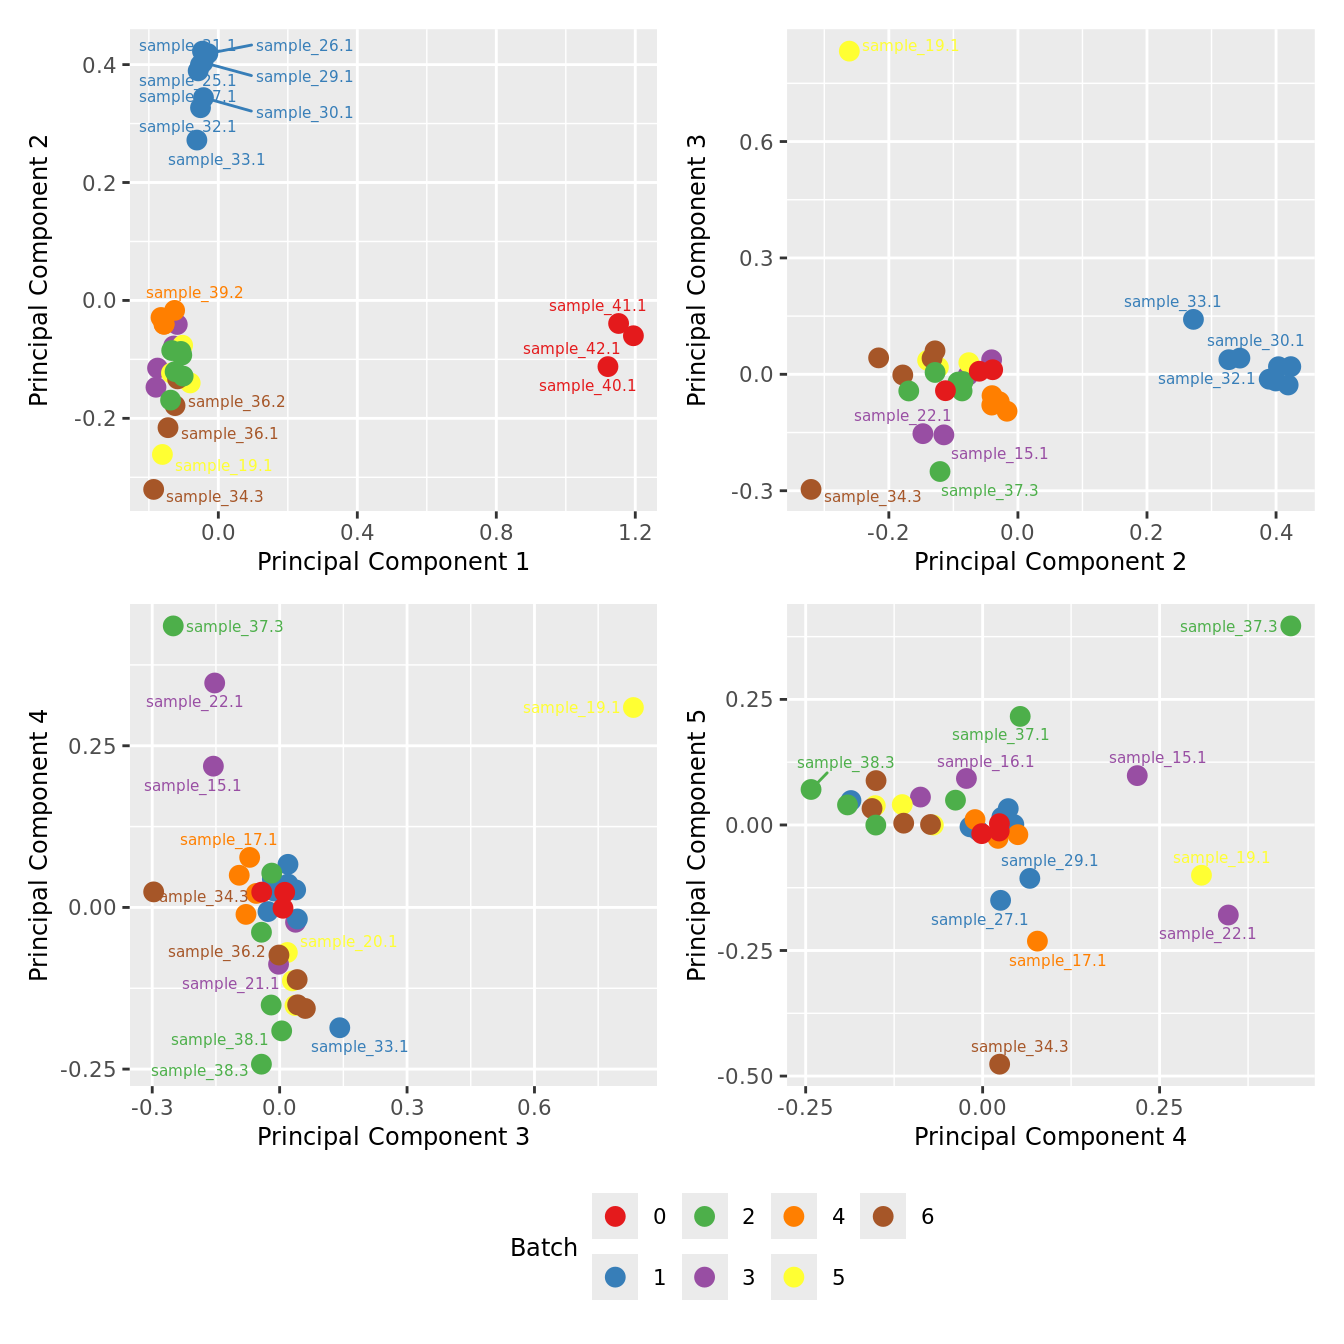 sample_31.1
sample_26.1
sample_29.1
sample_25.1
sample_30.1
sample_32.1
sample_33.1
sample_39.2
sample_41.1
sample_42.1
sample_40.1
sample_36.2
sample_36.1
sample_19.1
sample_34.3
0.4
0.2
0.0
-0.2
0.0
0.4
0.8
1.2
Principal Component 2
Principal Component 1
sample_19.1
sample_33.1
sample_30.1
sample_32.1
sample_22.1
sample_15.1
sample_37.3
sample_34.3
0.6
0.3
0.0
-0.3
-0.2
0.0
0.2
0.4
Principal Component 3
Principal Component 2
sample_37.3
sample_22.1
sample_19.1
sample_15.1
sample_17.1
sample_34.3
sample_20.1
sample_36.2
sample_21.1
sample_38.1
sample_33.1
sample_38.3
0.25
0.00
-0.25
-0.3
0.0
0.3
0.6
Principal Component 4
Principal Component 3
sample_37.3
sample_37.1
sample_38.3
sample_16.1
sample_15.1
sample_29.1
sample_19.1
sample_27.1
sample_22.1
sample_17.1
sample_34.3
0.25
0.00
-0.25
-0.50
-0.25
0.00
0.25
Principal Component 5
Principal Component 4
Batch
0 2 4 6
1 3 5